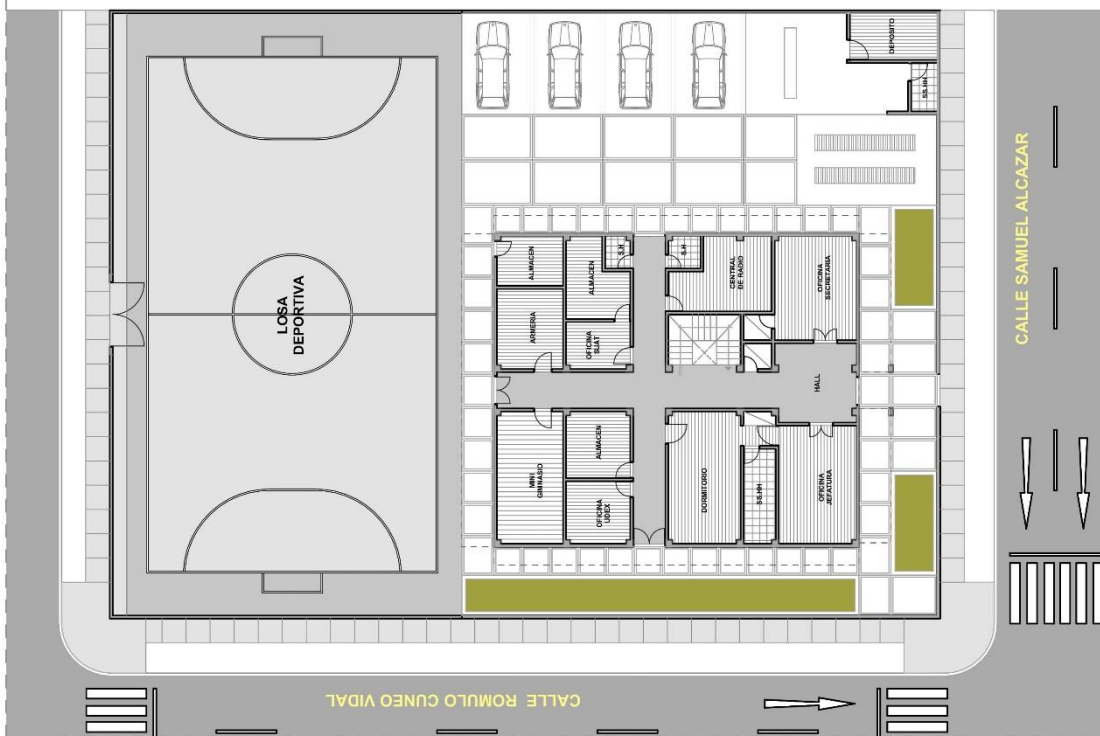 DEPOSITO
SS.HH
CALLE SAMUEL ALCAZAR
LOSA
DEPORTIVA
ALMACEN
ALMACEN
S.H
S.H
CENTRAL
DE RADIO
OFICINA
SECRETARIA
ARMERIA
OFICINA
SUAT
HALL
MINI
GIMNASIO
ALMACEN
OFICINA
UDEX
DORMITORIO
SS.HH
OFICINA
JEFATURA
CALLE ROMULO CUNEO VIDAL